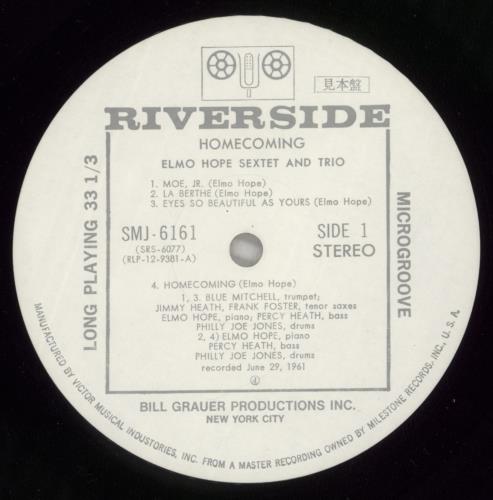 見本盤
RIVERSIDE
HOMECOMING
ELMO HOPE SEXTET AND TRIO
1. MOE, JR. (Elmo Hope)
2. LA BERTHE (Elmo Hope)
3. EYES SO BEAUTIFUL AS YOURS (Elmo Hope)
LONG PLAYING 33 1/3
SMJ-6161
(SRS-6077)
(RLP-12-9381-A)
SIDE 1
STEREO
MICROGROOVE
4. HOMECOMING (Elmo Hope)
1, 3. BLUE MITCHELL, trumpet;
JIMMY HEATH, FRANK FOSTER, tenor saxes
ELMO HOPE, piano; PERCY HEATH, bass
PHILLY JOE JONES, drums
2, 4) ELMO HOPE, piano
PERCY HEATH, bass
PHILLY JOE JONES, drums
recorded June 29, 1961
BILL GRAUER PRODUCTIONS INC.
NEW YORK CITY
MANUFACTURED BY VICTOR MUSICAL INDUSTORIES, INC. FROM A MASTER RECORDING OWNED BY MILESTONE RECORDS, INC., U.S.A.